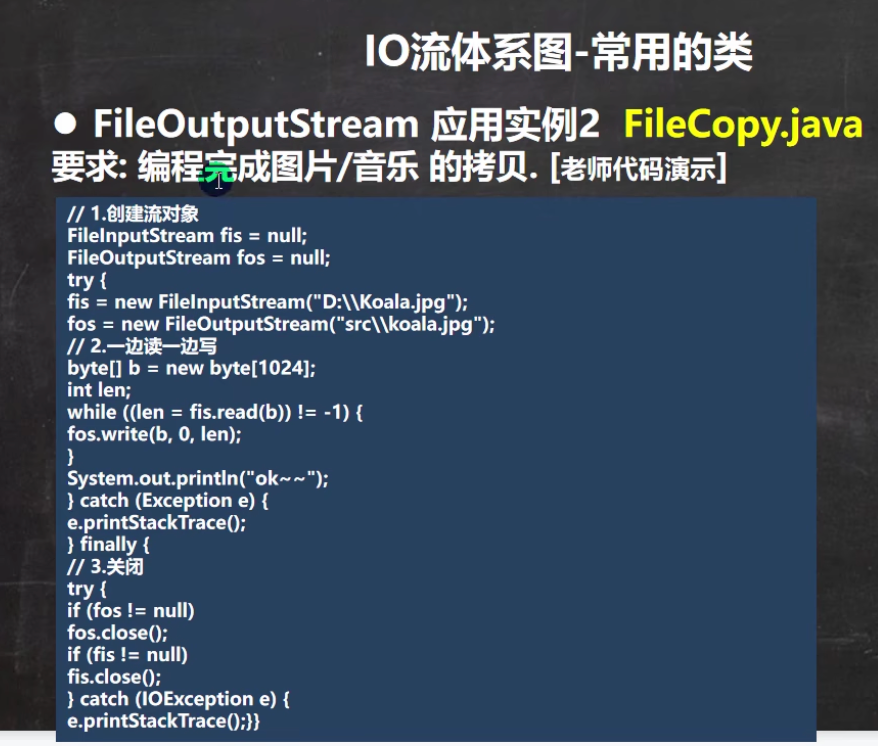 IO流体系图-常用的类
● FileOutputStream 应用实例2 FileCopy.java
要求: 编程完成图片/音乐 的拷贝. [老师代码演示]
// 1.创建流对象
FileInputStream fis = null;
FileOutputStream fos = null;
try {
fis = new FileInputStream("D:\\Koala.jpg");
fos = new FileOutputStream("src\\koala.jpg");
// 2.一边读一边写
byte[] b = new byte[1024];
int len;
while ((len = fis.read(b)) != -1) {
fos.write(b, 0, len);
}
System.out.println("ok~~");
} catch (Exception e) {
e.printStackTrace();
} finally {
// 3.关闭
try {
if (fos != null)
fos.close();
if (fis != null)
fis.close();
} catch (IOException e) {
e.printStackTrace();}}